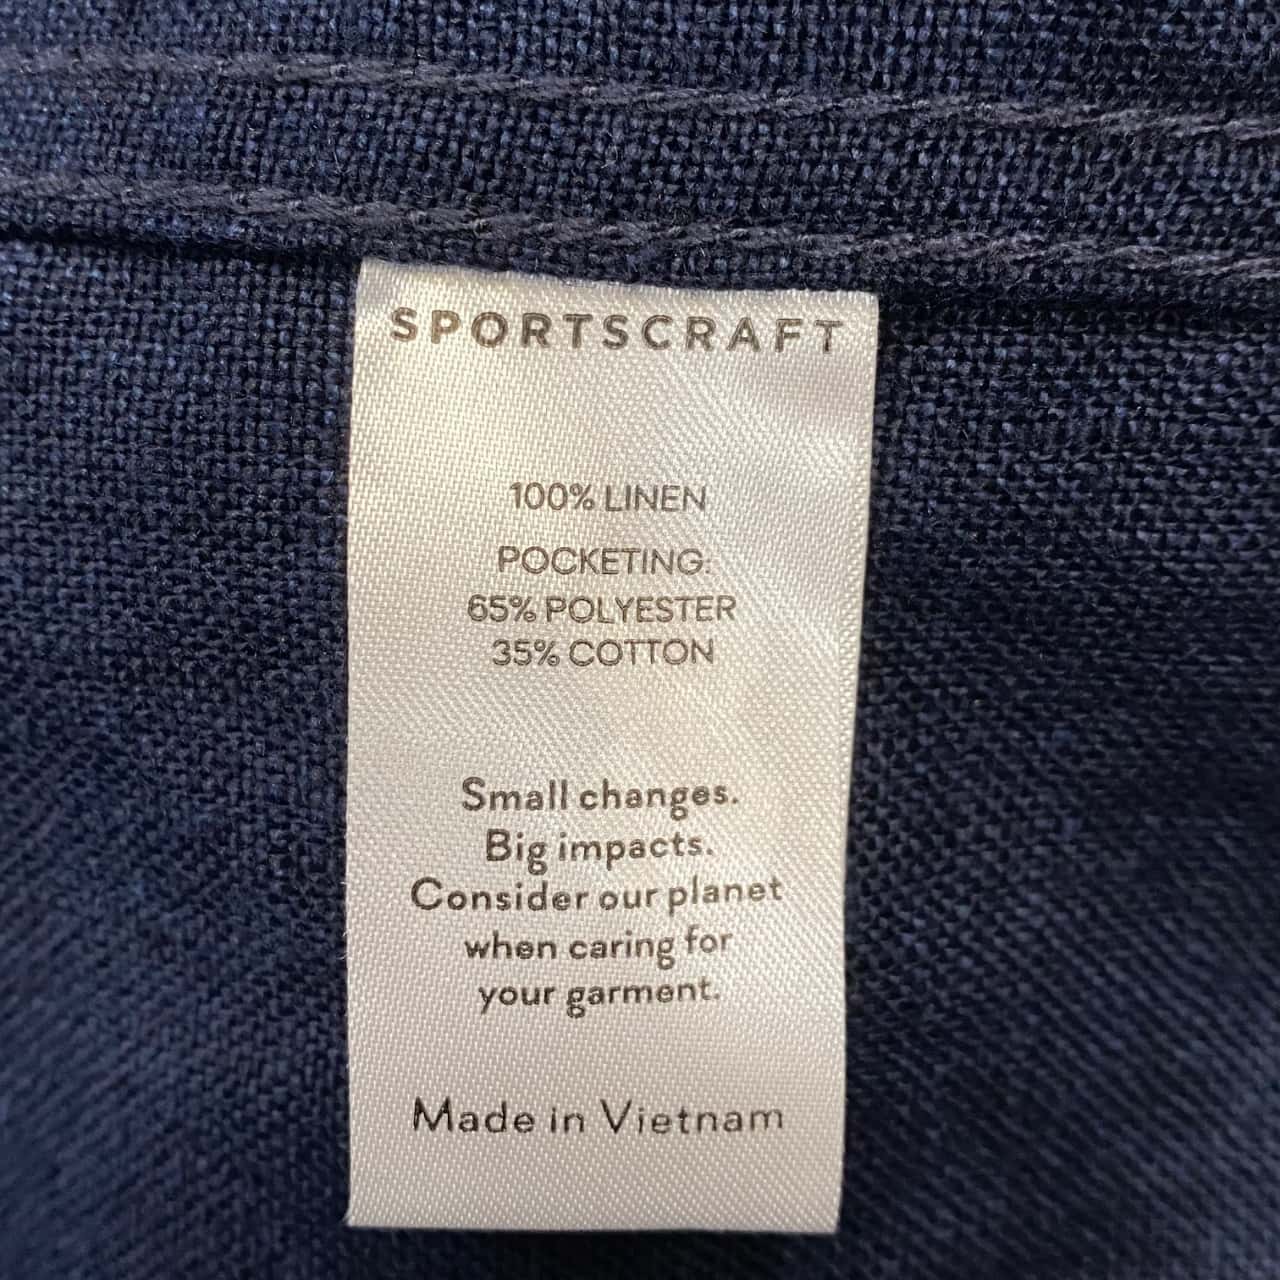 SPORTSCRAFT
100% LINEN
POCKETING:
65% POLYESTER
35% COTTON
Small changes.
Big impacts.
Consider our planet
when caring for
your garment.
Made in Vietnam